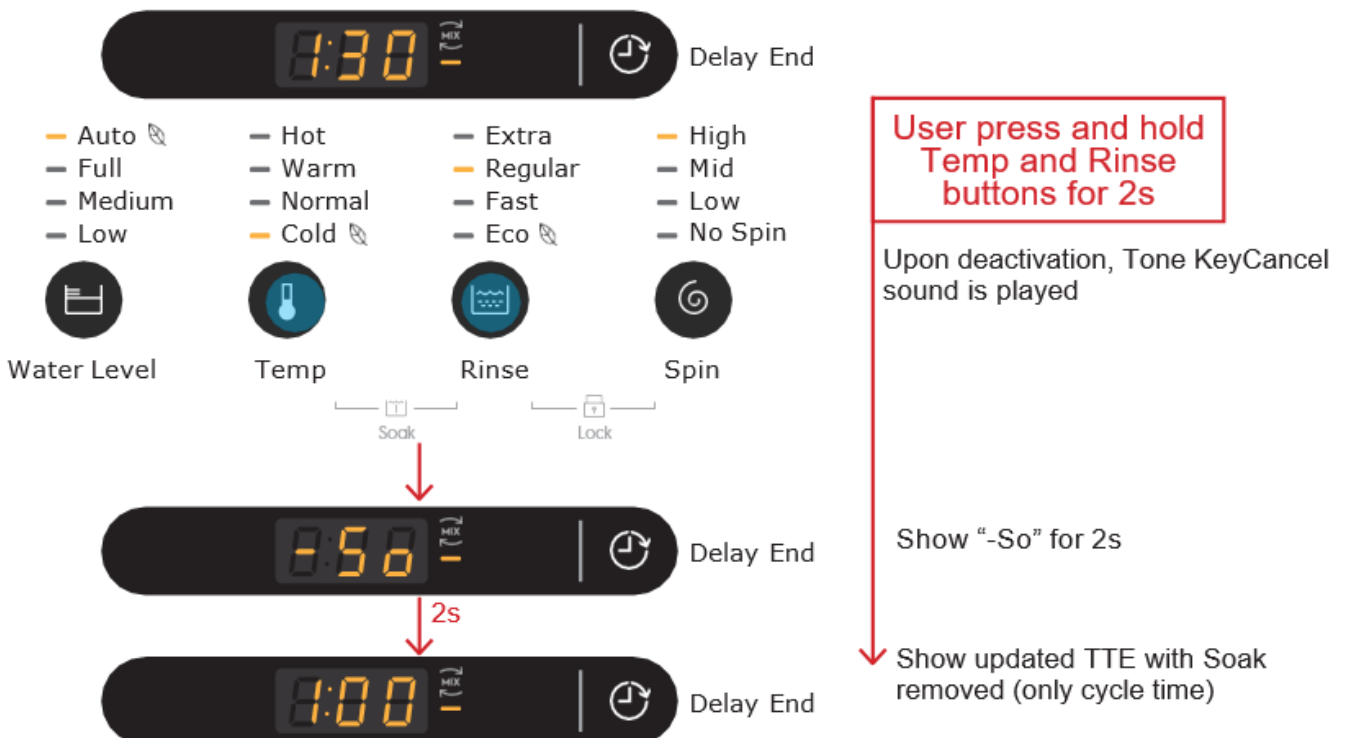 1:30
MIX
Delay End
Auto
Hot
Extra
High
Full
Warm
Regular
Mid
Medium
Normal
Fast
Low
Low
Cold
Eco
No Spin
Water Level
Temp
Rinse
Spin
Soak
Lock
User press and hold
Temp and Rinse
buttons for 2s
Upon deactivation, Tone KeyCancel
sound is played
-So
MIX
Delay End
Show “-So” for 2s
2s
1:00
MIX
Delay End
Show updated TTE with Soak
removed (only cycle time)